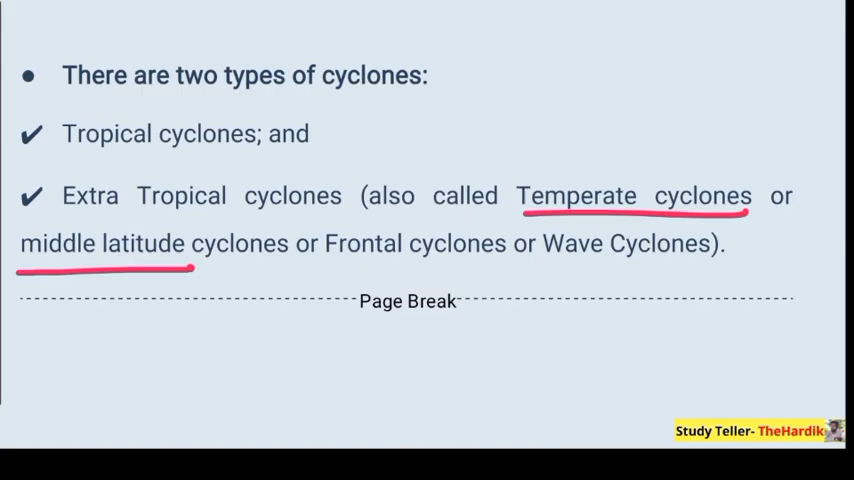 ● There are two types of cyclones:
✔ Tropical cyclones; and
✔ Extra Tropical cyclones (also called Temperate cyclones or
middle latitude cyclones or Frontal cyclones or Wave Cyclones).
Page Break
Study Teller- TheHardik